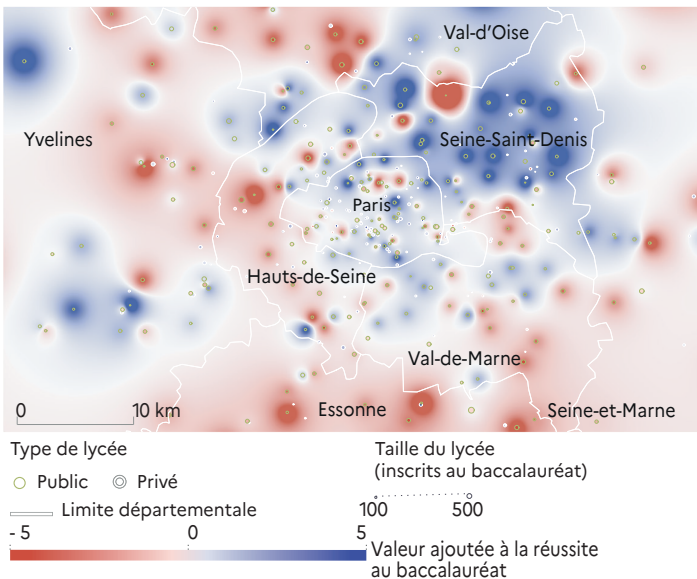 Val-d'Oise
Yvelines
Seine-Saint-Denis
Paris
Hauts-de-Seine
Val-de-Marne
0 10 km
Essonne
Seine-et-Marne
Type de lycée
Public
Privé
Limite départementale
Taille du lycée
(inscrits au baccalauréat)
100 500
- 5 0 5
Valeur ajoutée à la réussite
au baccalauréat